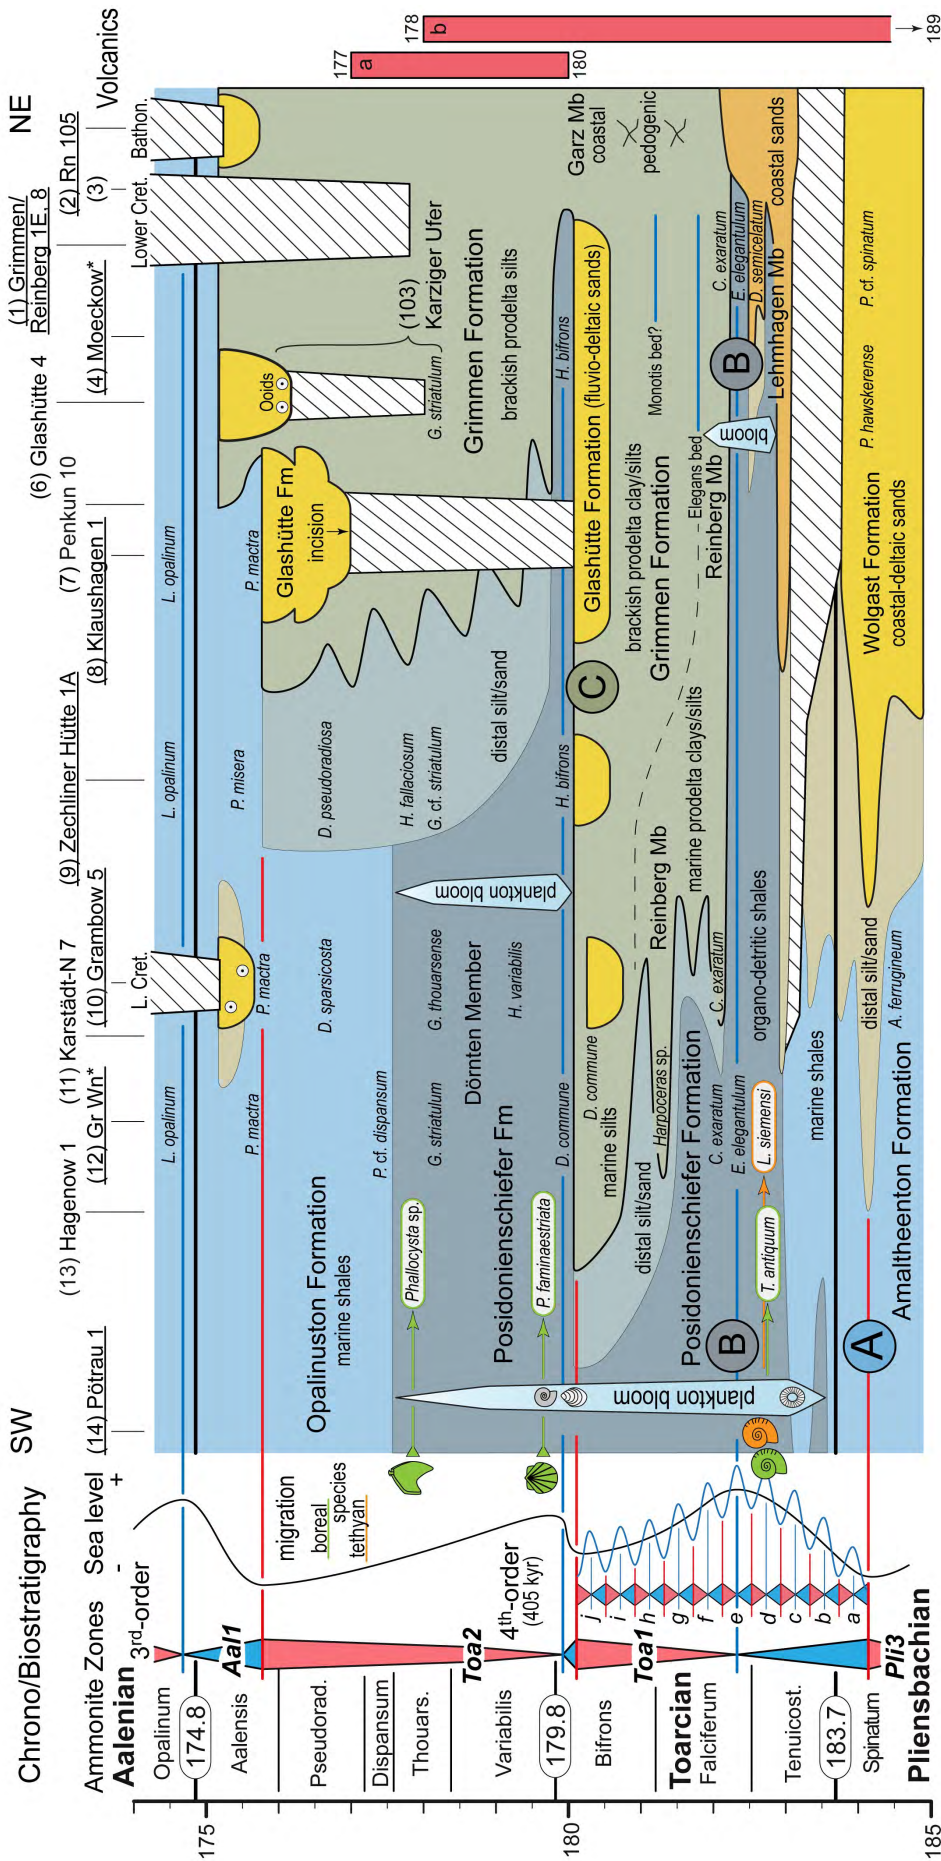 Chrono/Biostratigraphy
SW
NE
Ammonite Zones
Sea level
- +
Volcanics
(14) Pötrau 1
(13) Hagenow 1
(12) Gr Wn*
(11) Karstädt-N 7
(10) Grambow 5
(9) Zechliner Hütte 1A
(8) Klaushagen 1
(7) Penkun 10
(6) Glashütte 4
(4) Moeckow*
(1) Grimmen/
Reinberg 1E, 8
(2) Rn 105
(3)
Aalenian
3rd-order
Opalinum
174.8
175
Aalensis
Aal1
Pseudorad.
Dispansum
Thouars.
Variabilis
Toa2
4th-order
(405 kyr)
179.8
180
Bifrons
Toa1
Toarcian
Falciferum
Tenuicost.
183.7
Spinatum
Pli3
Pliensbachian
185
j
i
h
g
f
e
d
c
b
a
migration
boreal
species
tethyan
L. Cret.
Lower Cret.
Bathon.
L. opalinum
L. opalinum
L. opalinum
P. mactra
P. mactra
P. misera
P. mactra
Opalinuston Formation
marine shales
D. sparsicosta
D. pseudoradiosa
P. cf. dispansum
Glashütte Fm
incision
Ooids
(103)
Karziger Ufer
Phallocysta sp.
G. striatulum
G. thouarsense
H. fallaciosum
G. cf. striatulum
G. striatulum
Grimmen Formation
brackish prodelta silts
Dörnten Member
Posidonienschiefer Fm
H. variabilis
plankton bloom
distal silt/sand
P. faminaestriata
D. commune
H. bifrons
H. bifrons
C
Glashütte Formation (fluvio-deltaic sands)
D. commune
marine silts
brackish prodelta clay/silts
Grimmen Formation
Monotis bed?
Garz Mb
coastal
pedogenic
plankton bloom
distal silt/sand
Harpoceras sp.
Reinberg Mb
marine prodelta clays/silts
Elegans bed
Reinberg Mb
Posidonienschiefer Formation
C. exaratum
C. exaratum
C. exaratum
B
E. elegantulum
B
E. elegantulum
bloom
D. semicelatum
T. antiquum
L. siemensi
organo-detritic shales
Lehmhagen Mb
coastal sands
marine shales
A
distal silt/sand
A. ferrugineum
Amaltheenton Formation
Wolgast Formation
coastal-deltaic sands
P. hawskerense
P. cf. spinatum
177
a
180
178
b
189